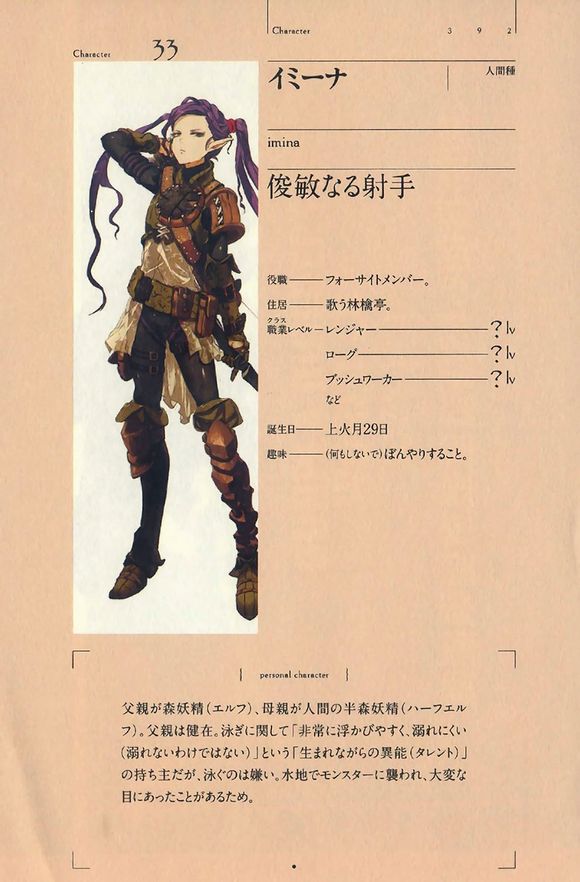 Character 392
Character 33
イミーナ
人間種
imina
俊敏なる射手
役職――フォーサイトメンバー。
住居――歌う林檎亭。
クラス
職業レベル―レンジャー――?lv
ローグ――?lv
ブッシュワーカー――?lv
など
誕生日――上火月29日
趣味――(何もしないで)ぼんやりすること。
personal character
父親が森妖精(エルフ)、母親が人間の半森妖精(ハーフエル
フ)。父親は健在。泳ぎに関して「非常に浮かびやすく、溺れにくい
(溺れないわけではない)」という「生まれながらの異能(タレント)」
の持ち主だが、泳ぐのは嫌い。水地でモンスターに襲われ、大変な
目にあったことがあるため。